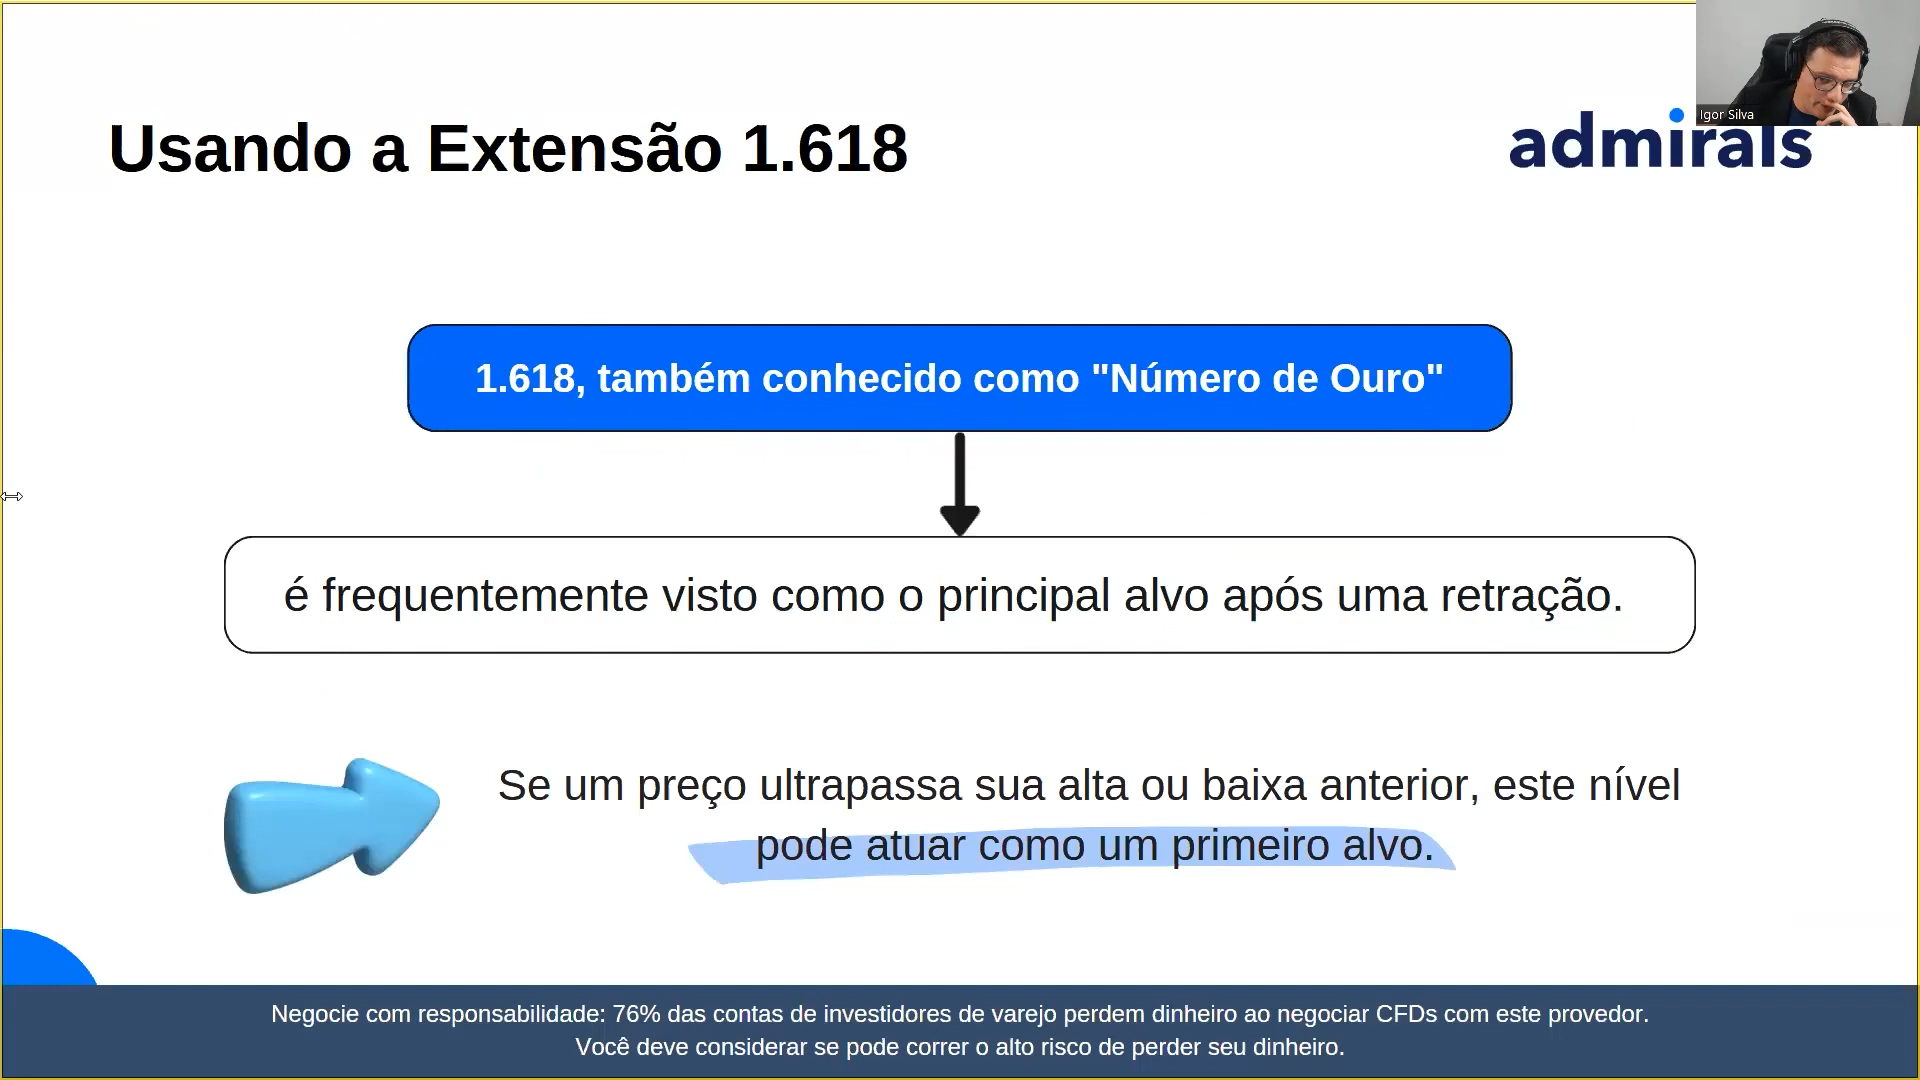 Igor Silva
Usando a Extensão 1.618
admirals
1.618, também conhecido como "Número de Ouro"
é frequentemente visto como o principal alvo após uma retração.
Se um preço ultrapassa sua alta ou baixa anterior, este nível
pode atuar como um primeiro alvo.
Negocie com responsabilidade: 76% das contas de investidores de varejo perdem dinheiro ao negociar CFDs com este provedor.
Você deve considerar se pode correr o alto risco de perder seu dinheiro.